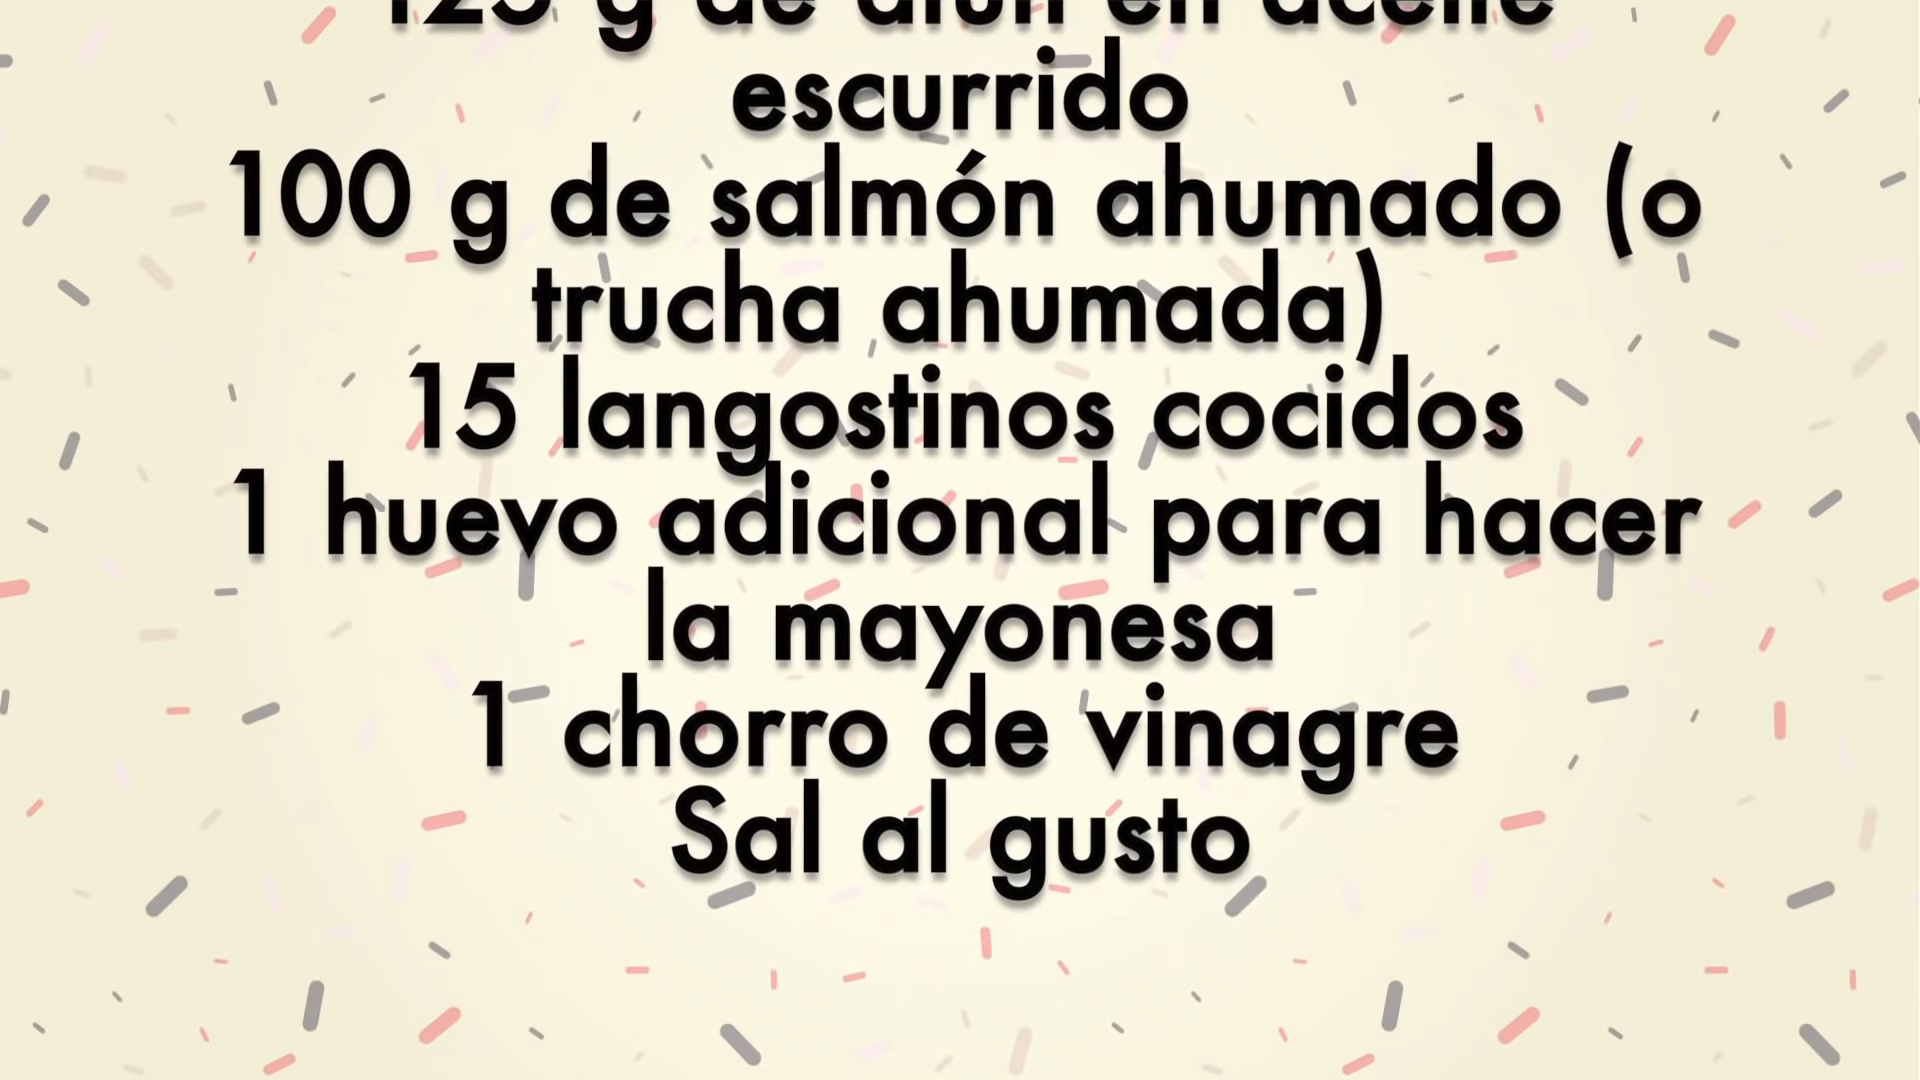 125 g de atún en aceite
escurrido
100 g de salmón ahumado (o
trucha ahumada)
15 langostinos cocidos
1 huevo adicional para hacer
la mayonesa
1 chorro de vinagre
Sal al gusto